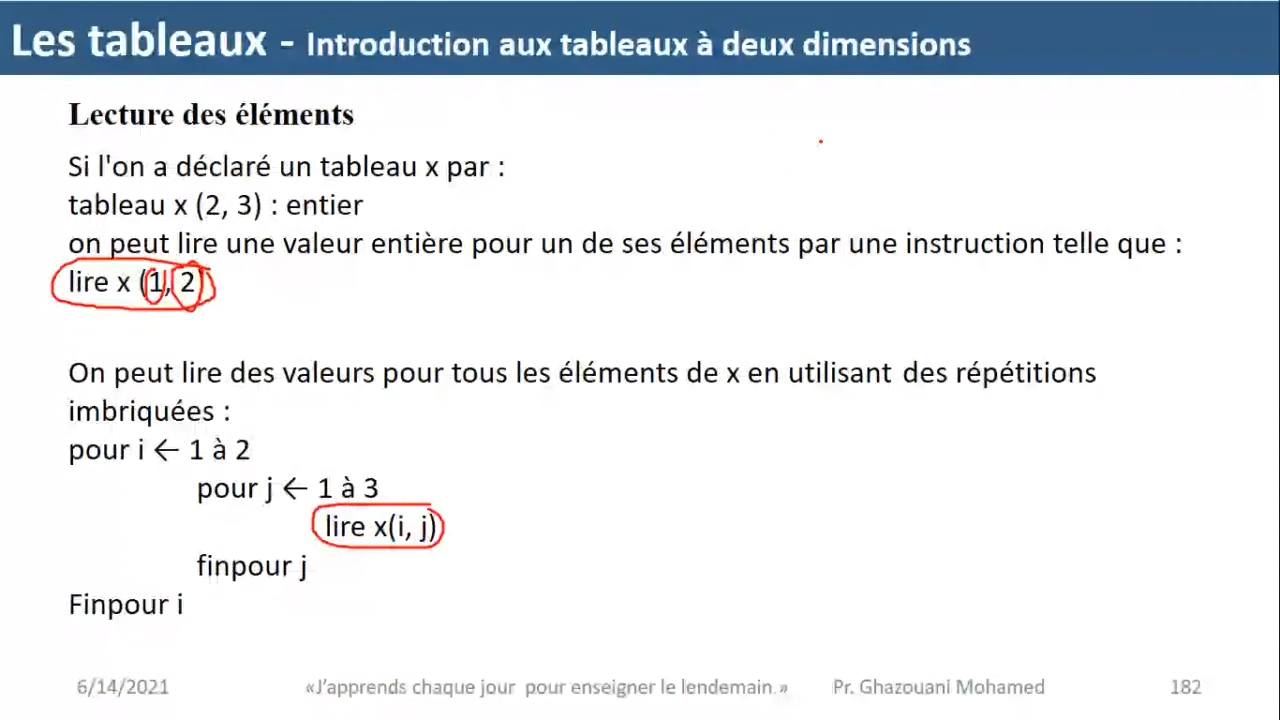 Les tableaux - Introduction aux tableaux à deux dimensions
Lecture des éléments
Si l'on a déclaré un tableau x par :
tableau x (2, 3) : entier
on peut lire une valeur entière pour un de ses éléments par une instruction telle que :
lire x (1, 2)
On peut lire des valeurs pour tous les éléments de x en utilisant des répétitions
imbriquées :
pour i ← 1 à 2
pour j ← 1 à 3
lire x(i, j)
finpour j
Finpour i
6/14/2021 «J'apprends chaque jour pour enseigner le lendemain.» Pr. Ghazouani Mohamed 182